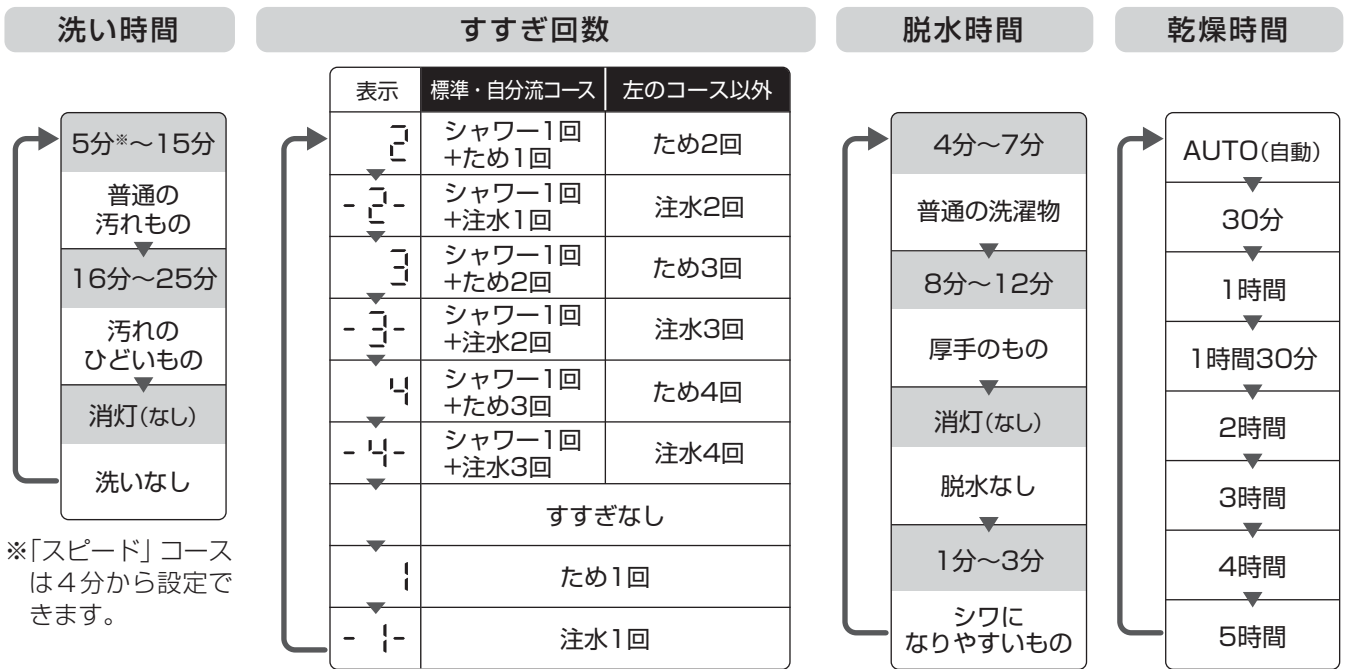 洗い時間
5分※～15分
普通の
汚れもの
16分～25分
汚れの
ひどいもの
消灯(なし)
洗いなし
※「スピード」コース
は4分から設定で
きます。
すすぎ回数
表示 標準・自分流コース 左のコース以外
2 シャワー1回
+ため1回 ため2回
-2- シャワー1回
+注水1回 注水2回
3 シャワー1回
+ため2回 ため3回
-3- シャワー1回
+注水2回 注水3回
4 シャワー1回
+ため3回 ため4回
-4- シャワー1回
+注水3回 注水4回
すすぎなし
1 ため1回
-1- 注水1回
脱水時間
4分～7分
普通の洗濯物
8分～12分
厚手のもの
消灯(なし)
脱水なし
1分～3分
シワに
なりやすいもの
乾燥時間
AUTO(自動)
30分
1時間
1時間30分
2時間
3時間
4時間
5時間